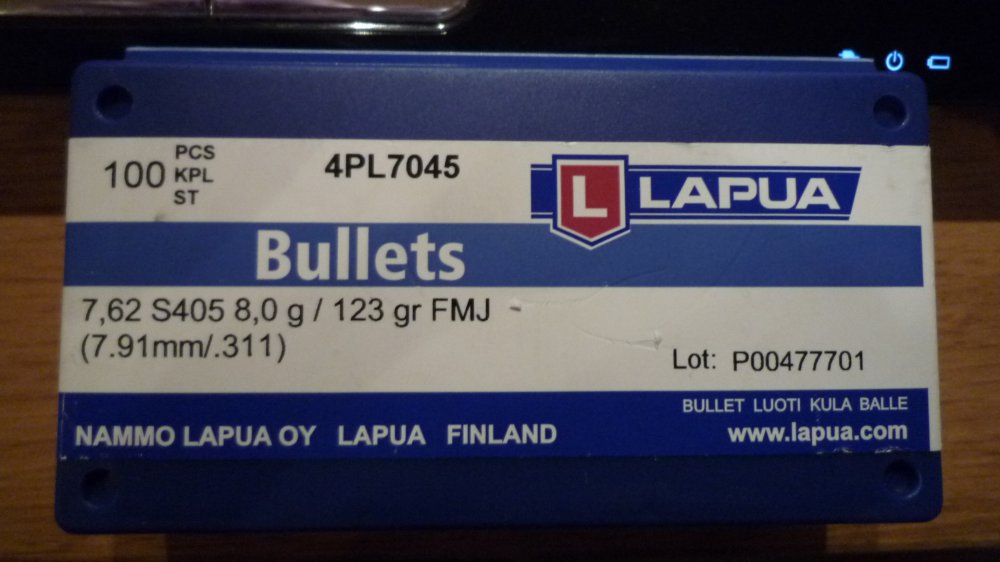 100 PCS
KPL
ST
4PL7045
L LAPUA
Bullets
7,62 S405 8,0 g / 123 gr FMJ
(7.91mm/.311)
Lot: P00477701
BULLET LUOTI KULA BALLE
NAMMO LAPUA OY LAPUA FINLAND
www.lapua.com